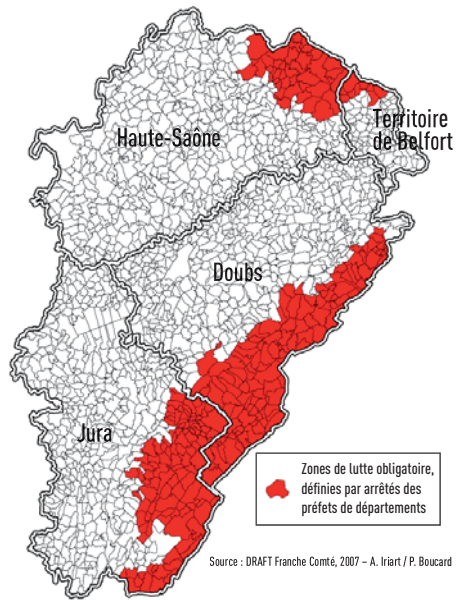 Haute-Saône
Territoire
de Belfort
Doubs
Jura
Zones de lutte obligatoire,
définies par arrêtés des
préfets de départements
Source : DRAFT Franche Comté, 2007 – A. Iriart / P. Boucard